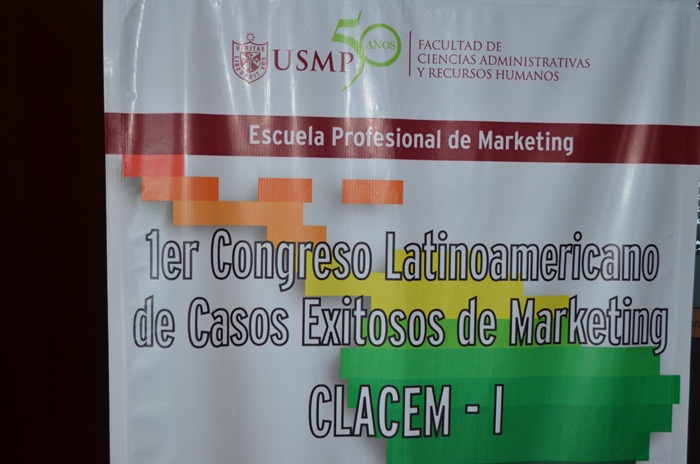 VERITAS
USMP 50 AÑOS
FACULTAD DE
CIENCIAS ADMINISTRATIVAS
Y RECURSOS HUMANOS
Escuela Profesional de Marketing
1er Congreso Latinoamericano
de Casos Exitosos de Marketing
CLACEM - I